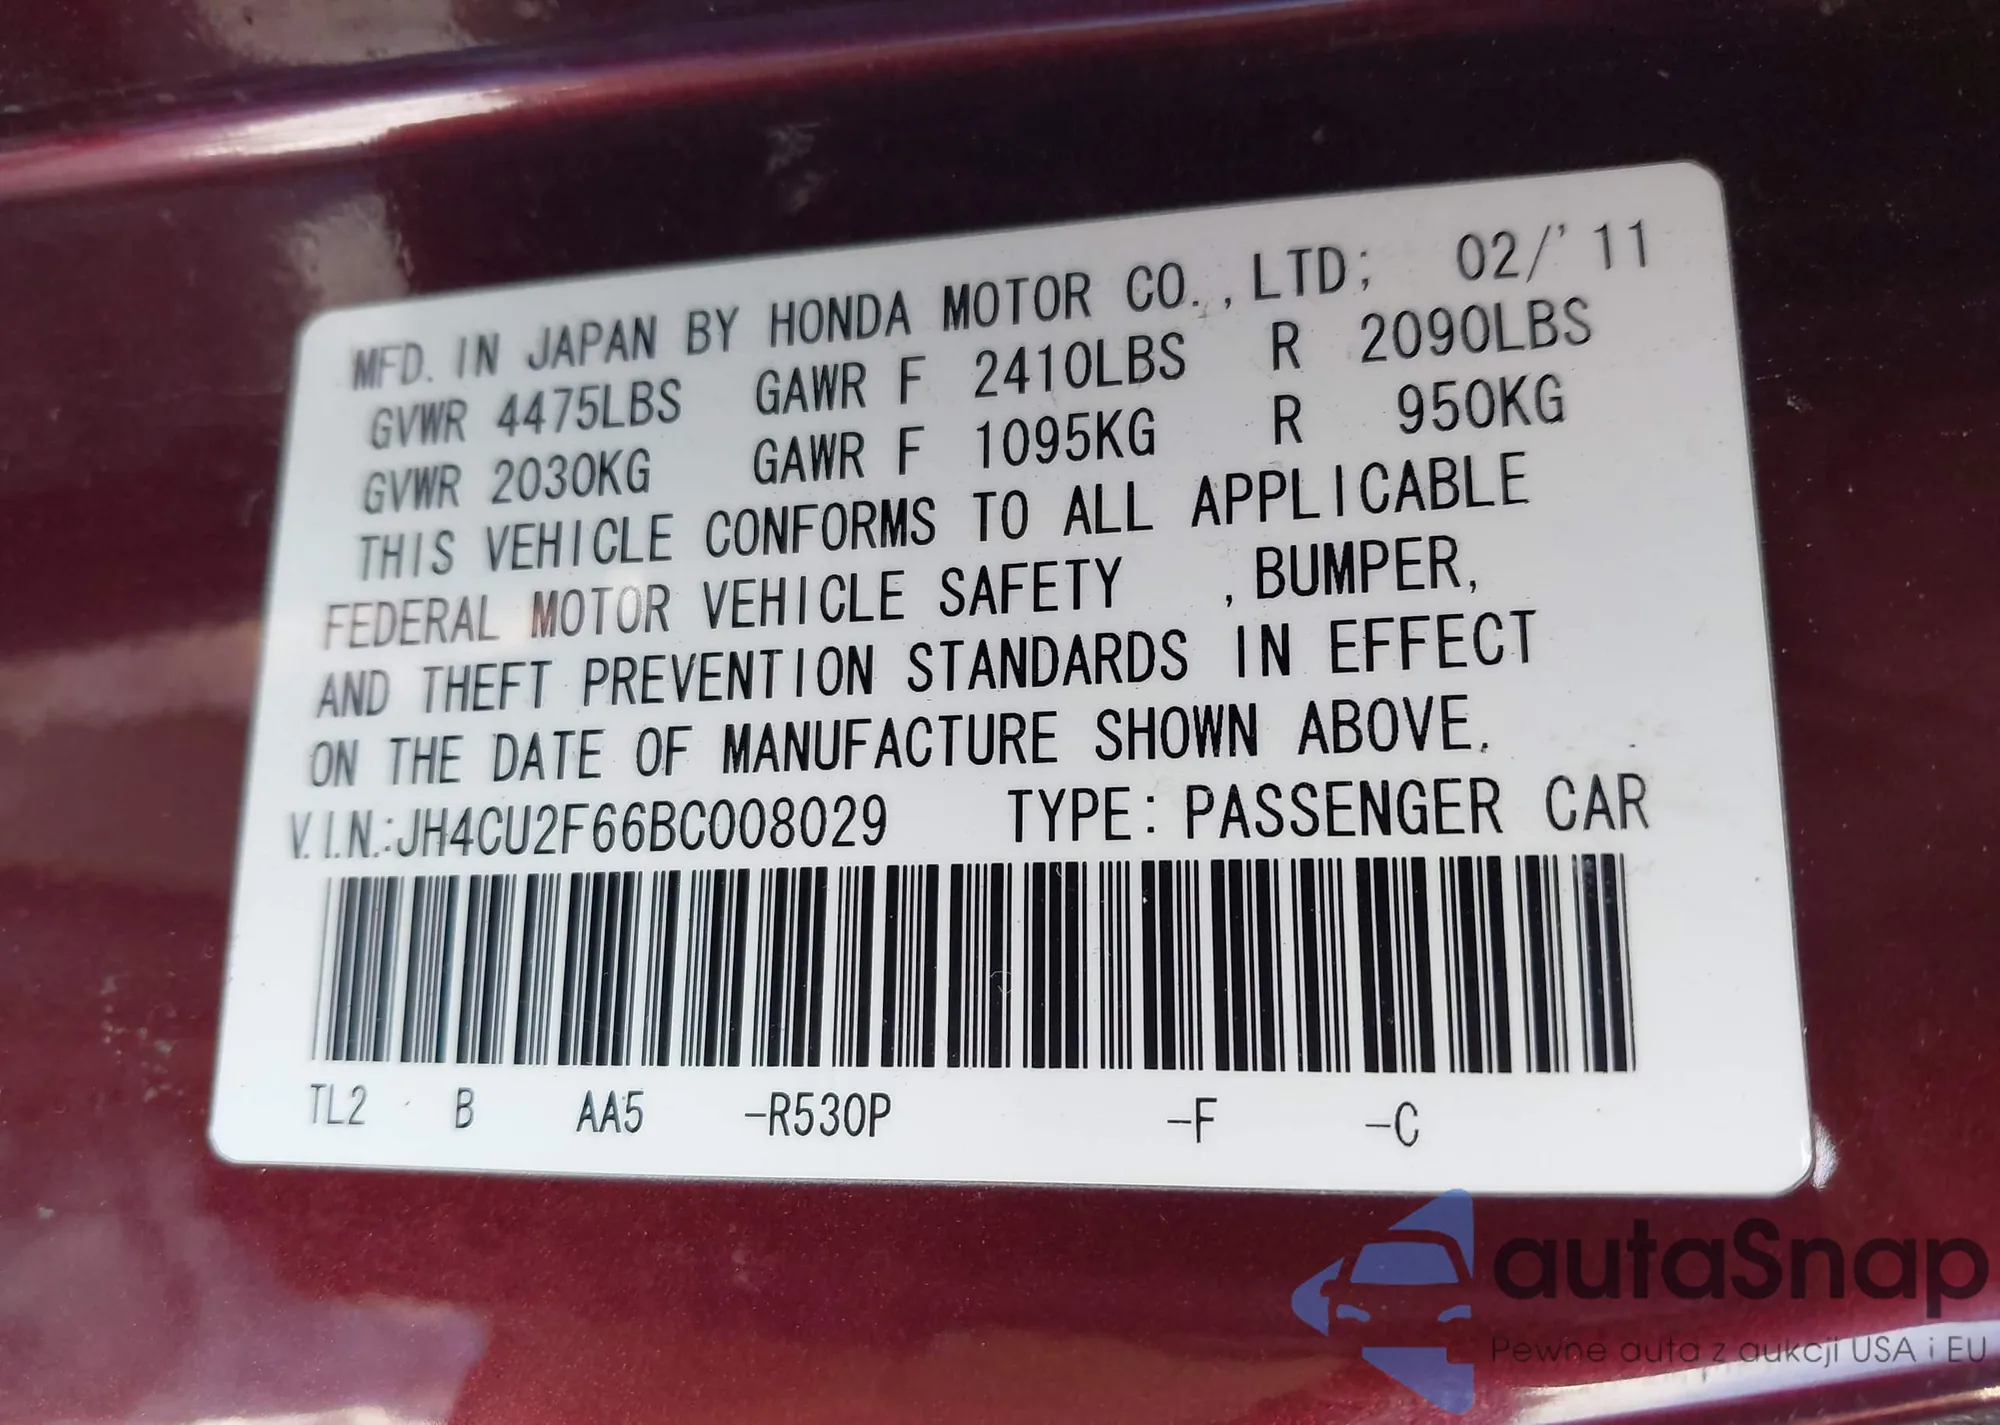 MFD. IN JAPAN BY HONDA MOTOR CO.,LTD; 02/'11
GVWR 4475LBS GAWR F 2410LBS R 2090LBS
GVWR 2030KG GAWR F 1095KG R 950KG
THIS VEHICLE CONFORMS TO ALL APPLICABLE
FEDERAL MOTOR VEHICLE SAFETY ,BUMPER,
AND THEFT PREVENTION STANDARDS IN EFFECT
ON THE DATE OF MANUFACTURE SHOWN ABOVE.
V.I.N.:JH4CU2F66BC008029 TYPE: PASSENGER CAR
TL2 B AA5 -R530P -F -C
autaSnap
Pewne auta z aukcji USA i EU